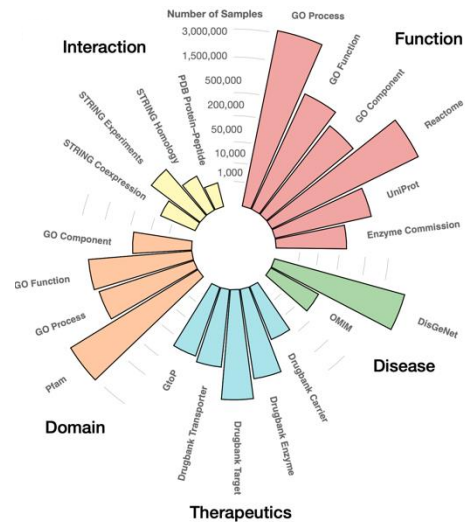 Number of Samples
3,000,000
1,500,000
500,000
200,000
50,000
10,000
1,000
Function
GO Process
GO Function
GO Component
Reactome
UniProt
Enzyme Commission
Disease
DisGeNet
OMIM
Therapeutics
Drugbank Carrier
Drugbank Enzyme
Drugbank Target
Drugbank Transporter
GtoP
Domain
Pfam
GO Process
GO Function
GO Component
Interaction
STRING Coexpression
STRING Experiments
STRING Homology
PDB Protein-Peptide